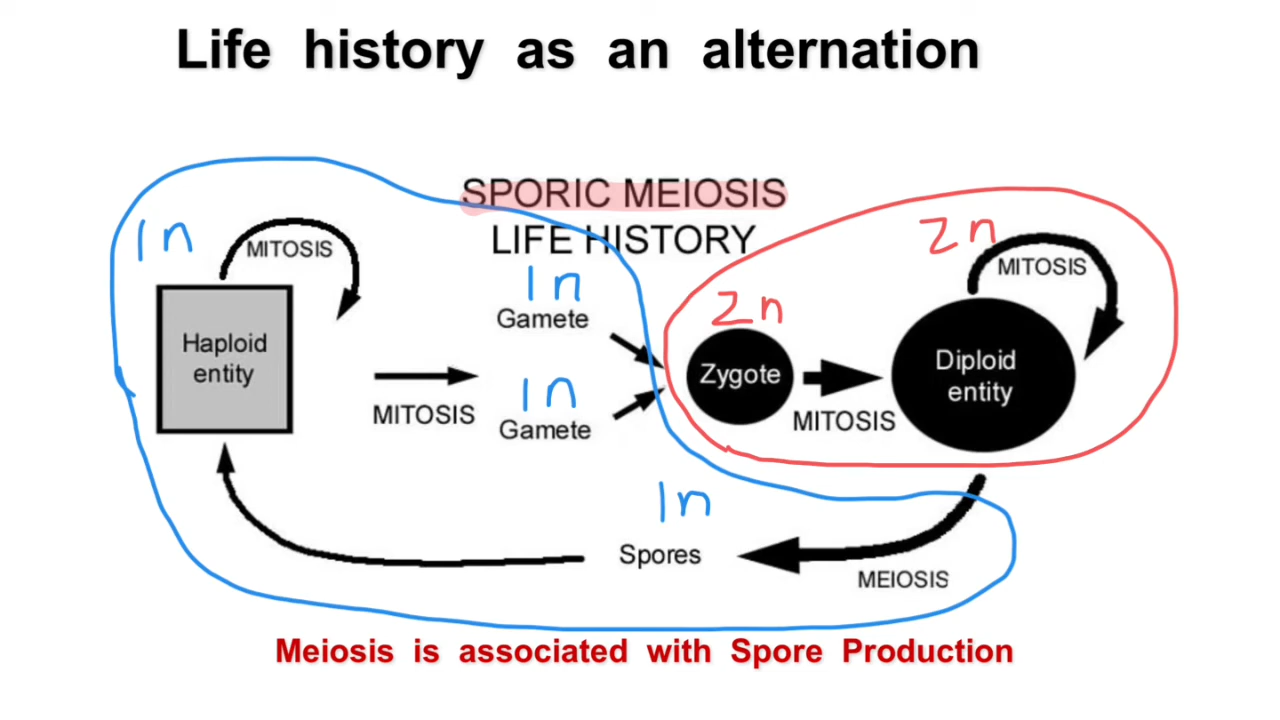 Life history as an alternation
SPORIC MEIOSIS
LIFE HISTORY
1n
MITOSIS
Haploid
entity
MITOSIS
1n
Gamete
1n
Gamete
2n
Zygote
MITOSIS
2n
MITOSIS
Diploid
entity
1n
Spores
MEIOSIS
Meiosis is associated with Spore Production